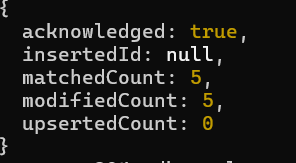 {
  acknowledged: true,
  insertedId: null,
  matchedCount: 5,
  modifiedCount: 5,
  upsertedCount: 0
}